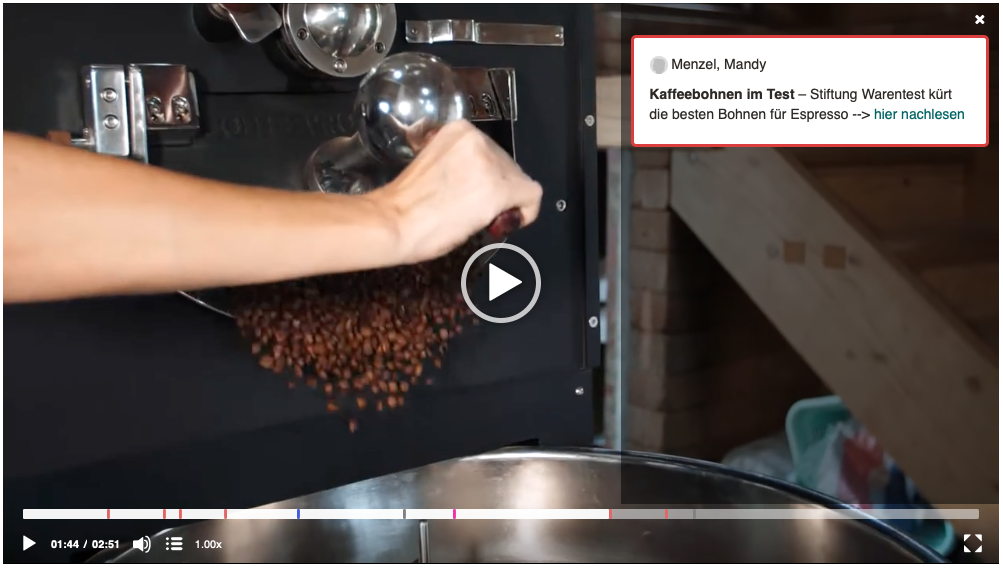 Menzel, Mandy
Kaffeebohnen im Test – Stiftung Warentest kürt
die besten Bohnen für Espresso --> hier nachlesen
01:44 / 02:51
1.00x